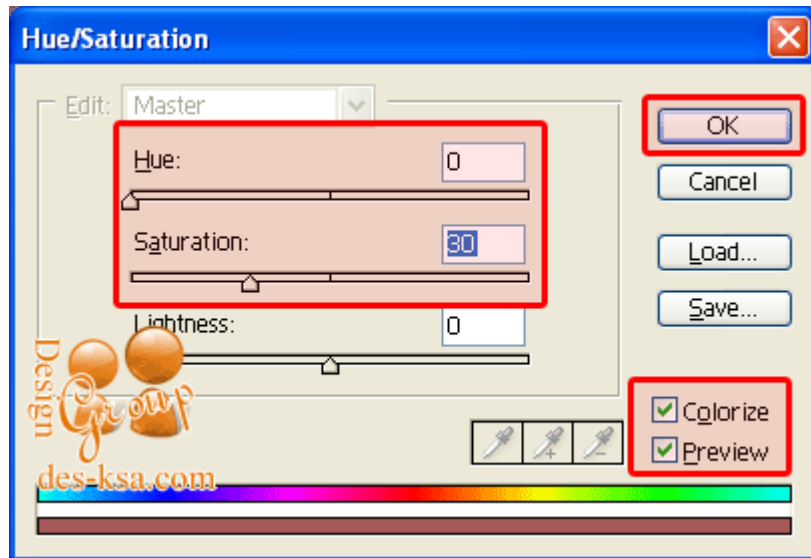 Hue/Saturation
Edit: Master
Hue: 0
Saturation: 30
Lightness: 0
OK
Cancel
Load...
Save...
Colorize
Preview
Design
Group
des-ksa.com